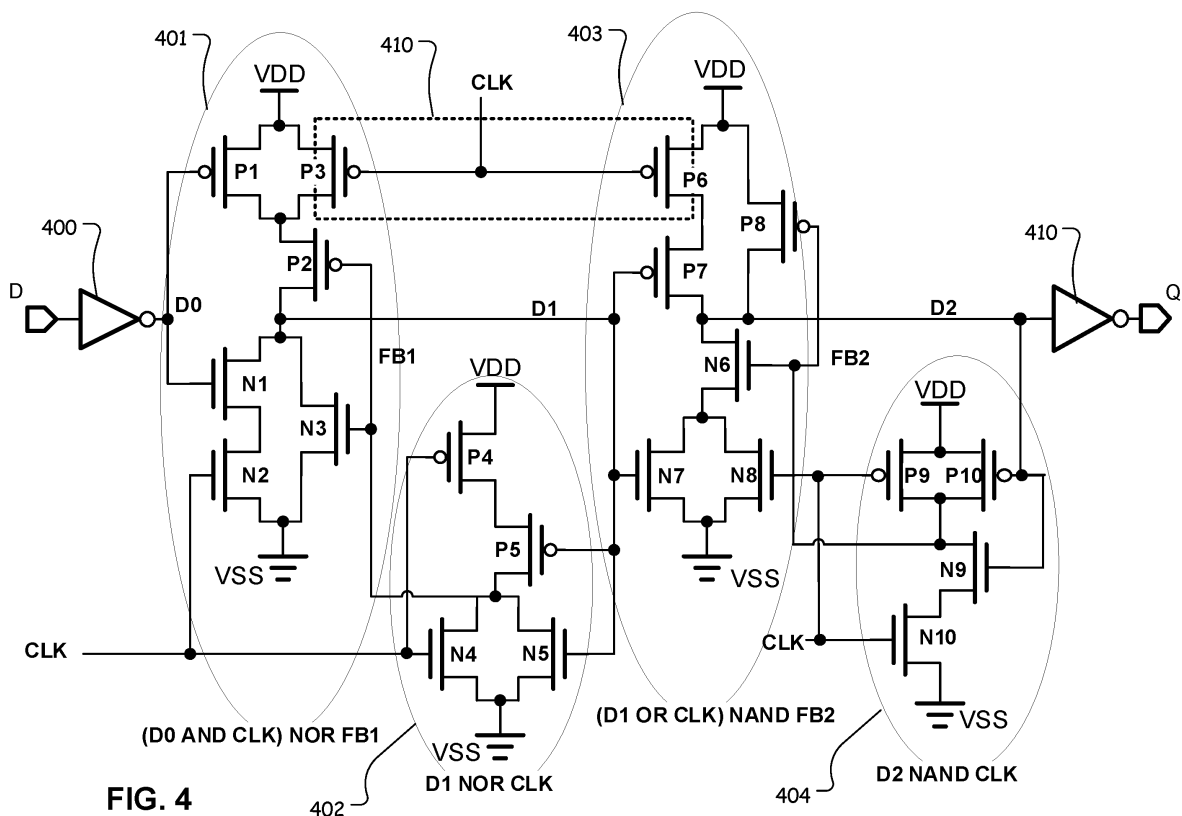 401
410
403
VDD
CLK
VDD
P1
P3
P6
400
P2
P8
410
D
D0
P7
Q
D1
D2
N1
FB1
VDD
N6
FB2
VDD
N3
N2
P4
N7
N8
P9
P10
P5
VSS
VSS
N9
CLK
N4
N5
CLK
N10
(D0 AND CLK) NOR FB1
(D1 OR CLK) NAND FB2
VSS
VSS
D1 NOR CLK
D2 NAND CLK
FIG. 4
402
404